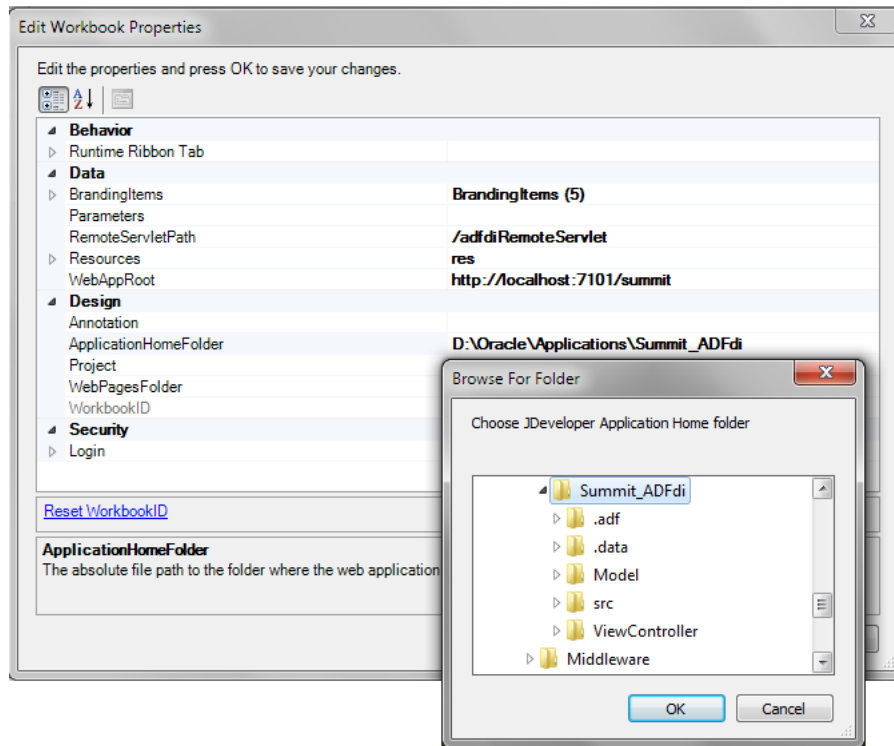 Edit Workbook Properties
Edit the properties and press OK to save your changes.
Behavior
Runtime Ribbon Tab
Data
BrandingItems BrandingItems (5)
Parameters
RemoteServletPath /adfdiRemoteServlet
Resources res
WebAppRoot http://localhost:7101/summit
Design
Annotation
ApplicationHomeFolder D:\Oracle\Applications\Summit_ADFdi
Project
WebPagesFolder
WorkbookID
Security
Login
Reset WorkbookID
ApplicationHomeFolder
The absolute file path to the folder where the web application
Browse For Folder
Choose JDeveloper Application Home folder
Summit_ADFdi
.adf
.data
Model
src
ViewController
Middleware
OK Cancel